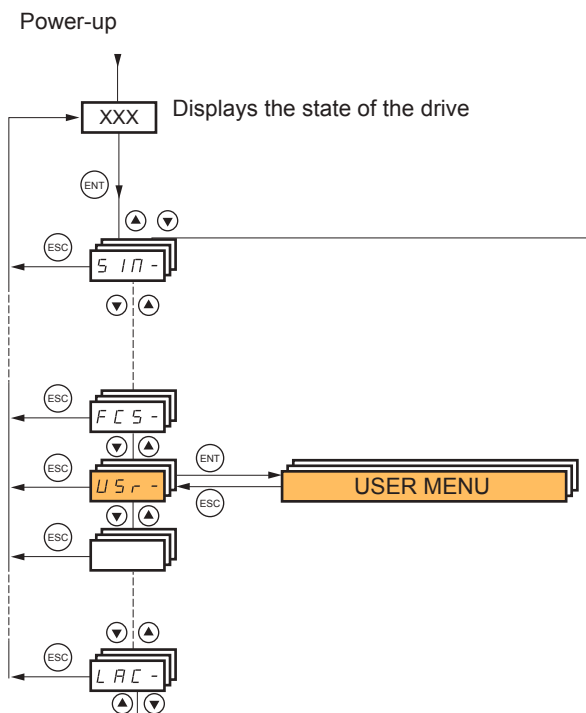 Power-up
XXX Displays the state of the drive
ENT
ESC
SIM-
ESC
FCS-
ESC
ENT
USr-
USER MENU
ESC
ESC
ESC
LAC-